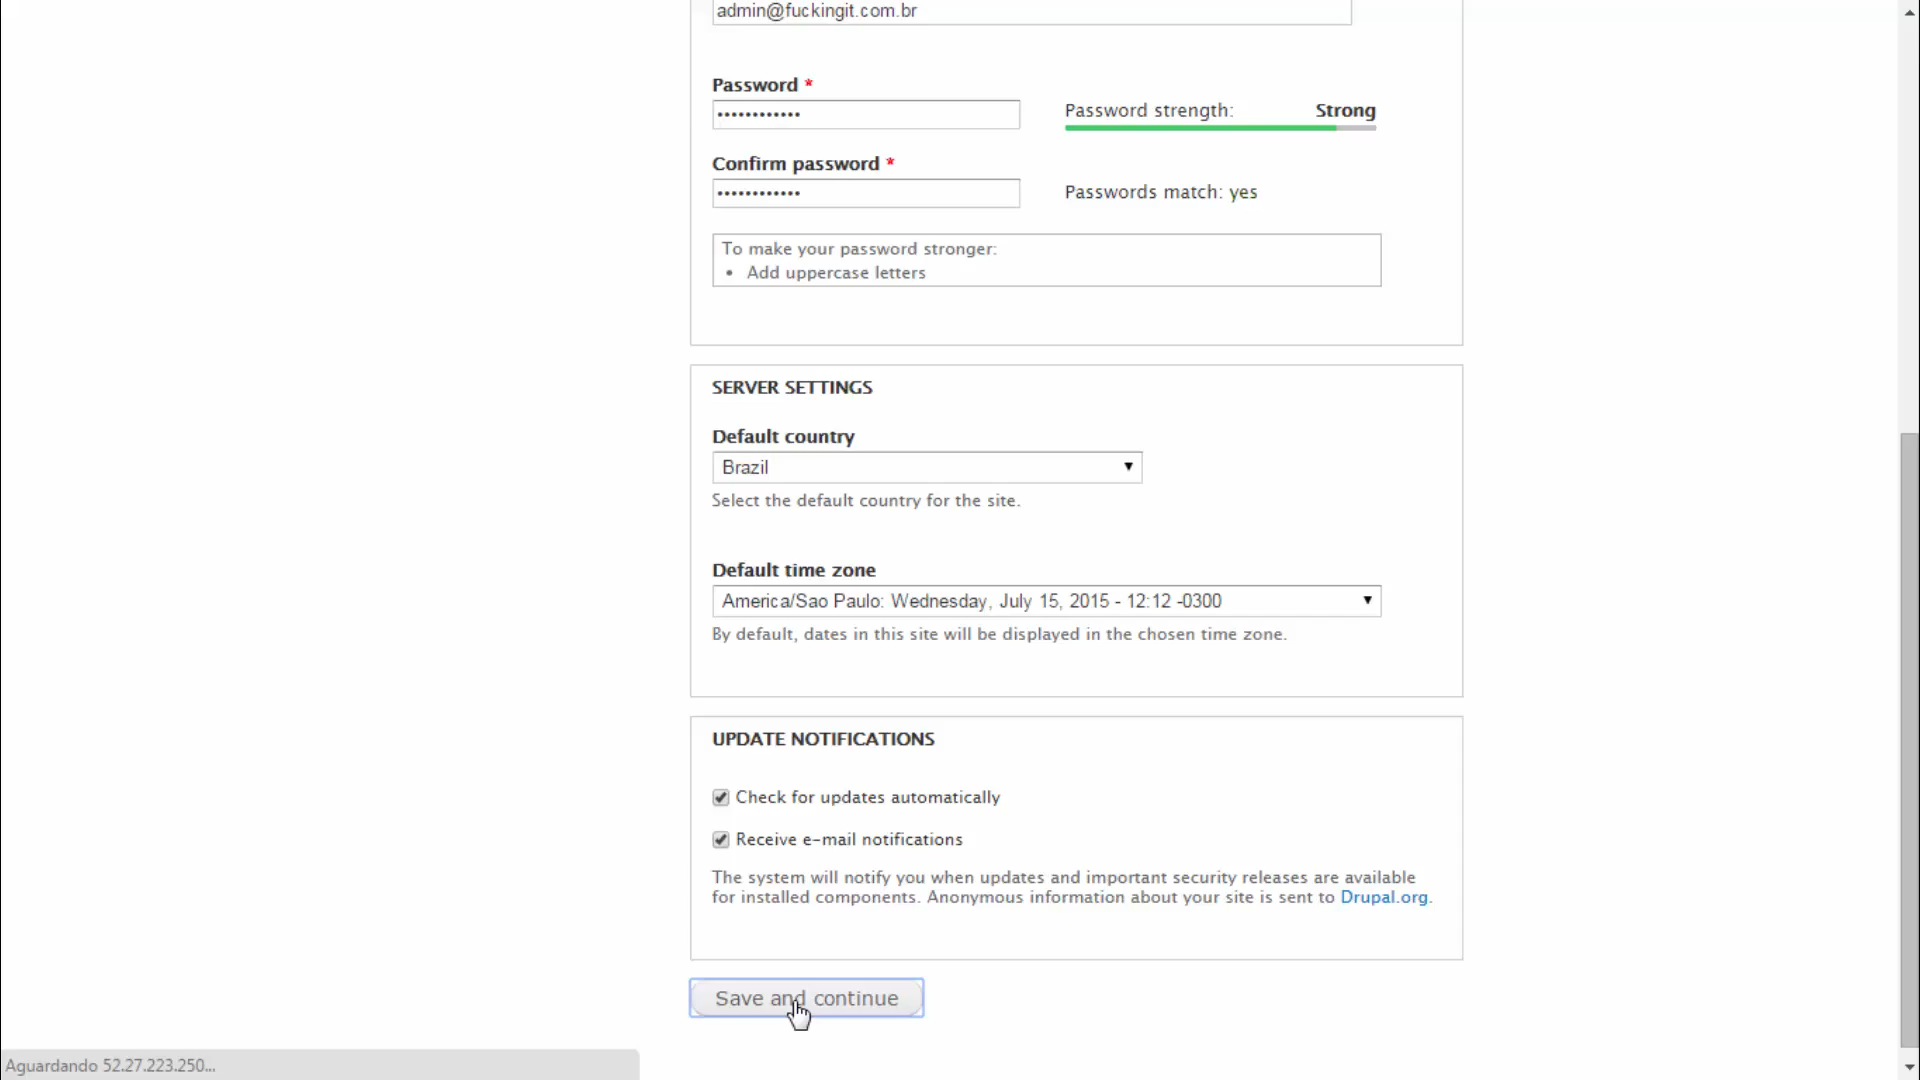 admin@fuckingit.com.br
Password *
••••••••••••
Password strength: Strong
Confirm password *
••••••••••••
Passwords match: yes
To make your password stronger:
• Add uppercase letters
SERVER SETTINGS
Default country
Brazil
Select the default country for the site.
Default time zone
America/Sao Paulo: Wednesday, July 15, 2015 - 12:12 -0300
By default, dates in this site will be displayed in the chosen time zone.
UPDATE NOTIFICATIONS
Check for updates automatically
Receive e-mail notifications
The system will notify you when updates and important security releases are available
for installed components. Anonymous information about your site is sent to Drupal.org.
Save and continue
Aguardando 52.27.223.250...